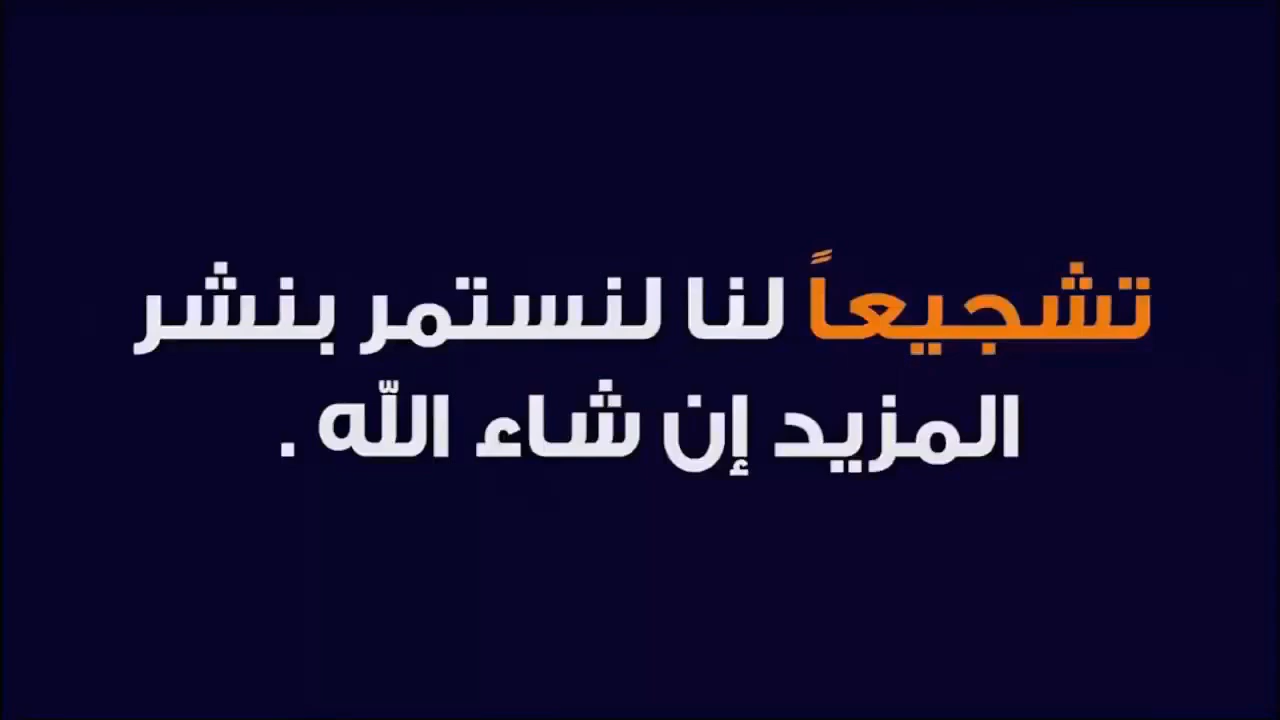 تشجيعاً لنا لنستمر بنشر
المزيد إن شاء اللّه .